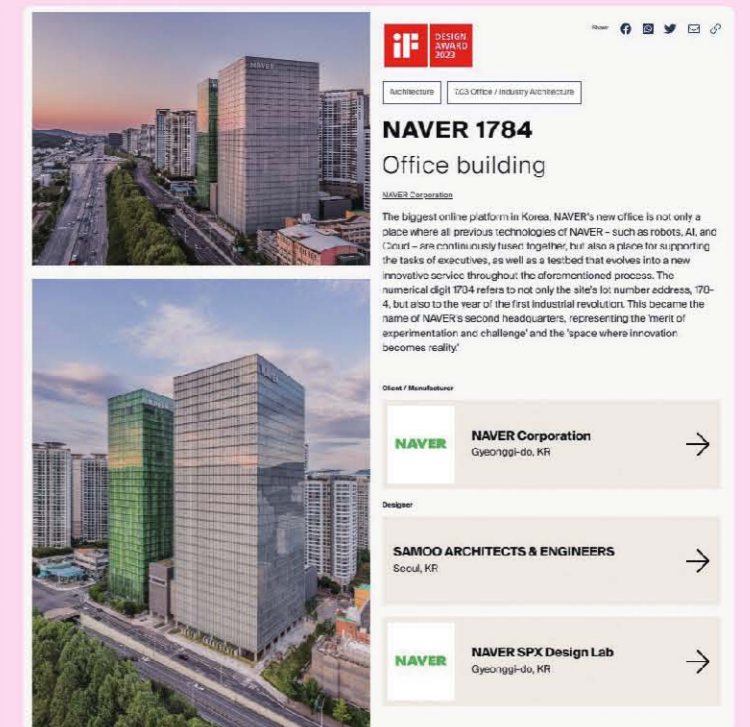 NAVER
iF
DESIGN
AWARD
2023
Share
Architecture
7.03 Office / Industry Architecture
NAVER 1784
Office building
NAVER Corporation
The biggest online platform in Korea, NAVER's new office is not only a
place where all previous technologies of NAVER – such as robots, AI, and
Cloud – are continuously fused together, but also a place for supporting
the tasks of executives, as well as a testbed that evolves into a new
innovative service throughout the aforementioned process. The
numerical digit 1784 refers to not only the site's lot number address, 178-
4, but also to the year of the first industrial revolution. This became the
name of NAVER's second headquarters, representing the 'merit of
experimentation and challenge' and the 'space where innovation
becomes reality.'
Client / Manufacturer
NAVER
NAVER Corporation
Gyeonggi-do, KR
Designer
SAMOO ARCHITECTS & ENGINEERS
Seoul, KR
NAVER
NAVER SPX Design Lab
Gyeonggi-do, KR